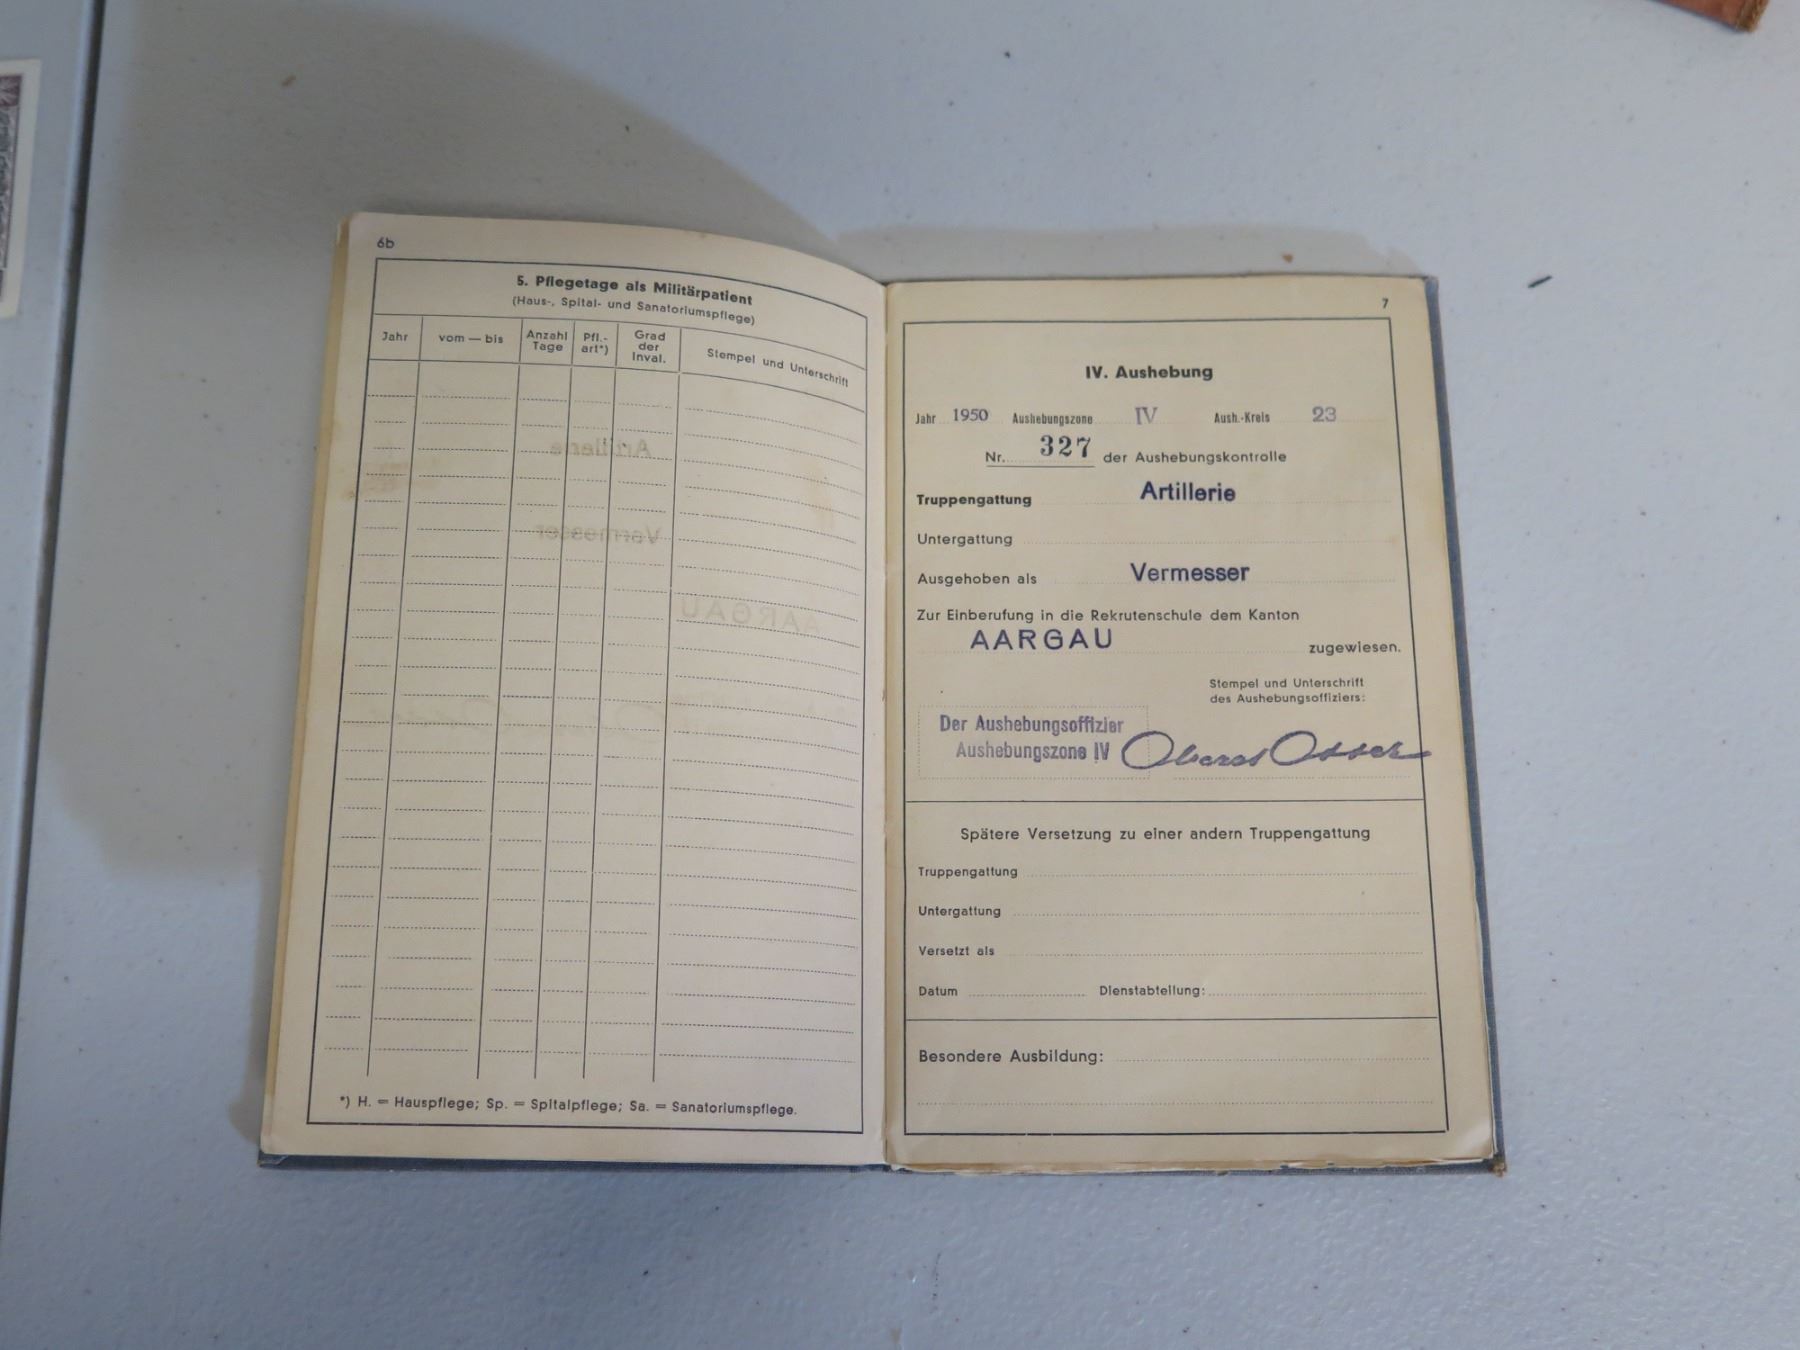 6b
5. Pflegetage als Militärpatient
(Haus-, Spital- und Sanatoriumspflege)
Jahr vom — bis Anzahl Tage Pfl.-art*) Grad der Inval. Stempel und Unterschrift
*) H. = Hauspflege; Sp. = Spitalpflege; Sa. = Sanatoriumspflege.
7
IV. Aushebung
Jahr 1950 Aushebungszone IV Aush.-Kreis 23
Nr. 327 der Aushebungskontrolle
Truppengattung Artillerie
Untergattung
Ausgehoben als Vermesser
Zur Einberufung in die Rekrutenschule dem Kanton
AARGAU zugewiesen.
Stempel und Unterschrift
des Aushebungsoffiziers:
Der Aushebungsoffizier
Aushebungszone IV Oberst
Spätere Versetzung zu einer andern Truppengattung
Truppengattung
Untergattung
Versetzt als
Datum Dienstabteilung:
Besondere Ausbildung: